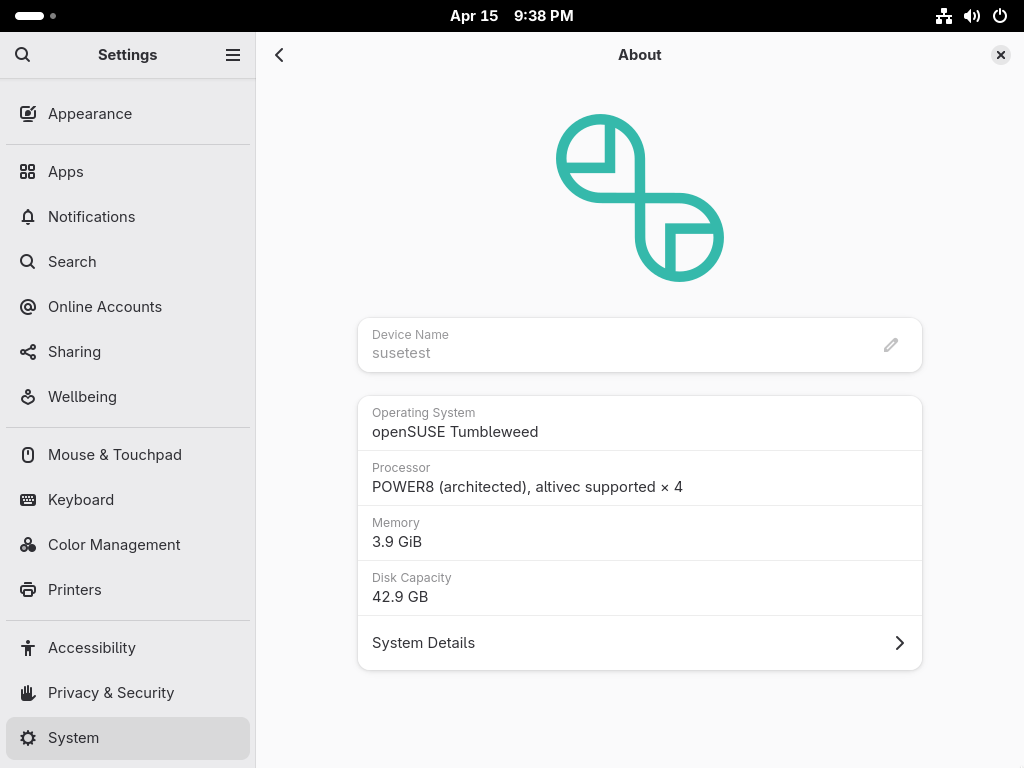 Apr 15 9:38 PM
Settings
About
Appearance
Apps
Notifications
Search
Online Accounts
Sharing
Wellbeing
Mouse & Touchpad
Keyboard
Color Management
Printers
Accessibility
Privacy & Security
System
Device Name
susetest
Operating System
openSUSE Tumbleweed
Processor
POWER8 (architected), altivec supported × 4
Memory
3.9 GiB
Disk Capacity
42.9 GB
System Details